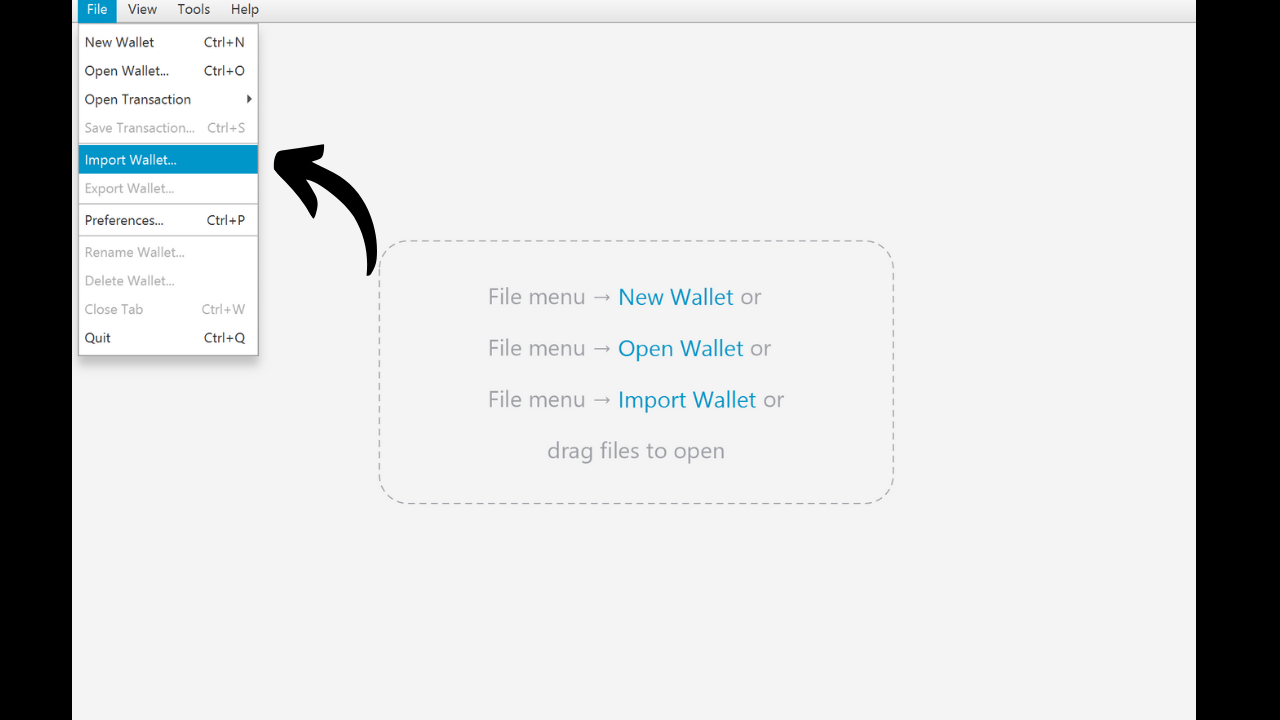 File View Tools Help
New Wallet Ctrl+N
Open Wallet... Ctrl+O
Open Transaction
Save Transaction... Ctrl+S
Import Wallet...
Export Wallet...
Preferences... Ctrl+P
Rename Wallet...
Delete Wallet...
Close Tab Ctrl+W
Quit Ctrl+Q
File menu → New Wallet or
File menu → Open Wallet or
File menu → Import Wallet or
drag files to open